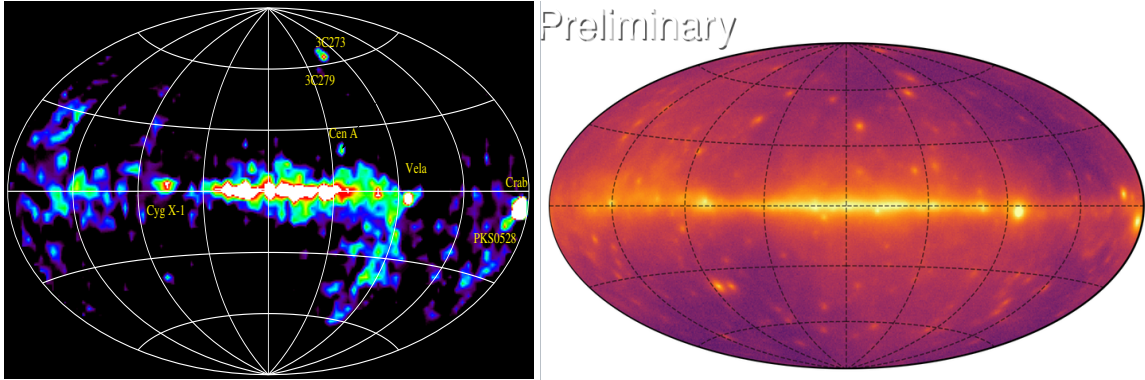 Preliminary
3C273
3C279
Cen A
Vela
Crab
Cyg X-1
PKS0528